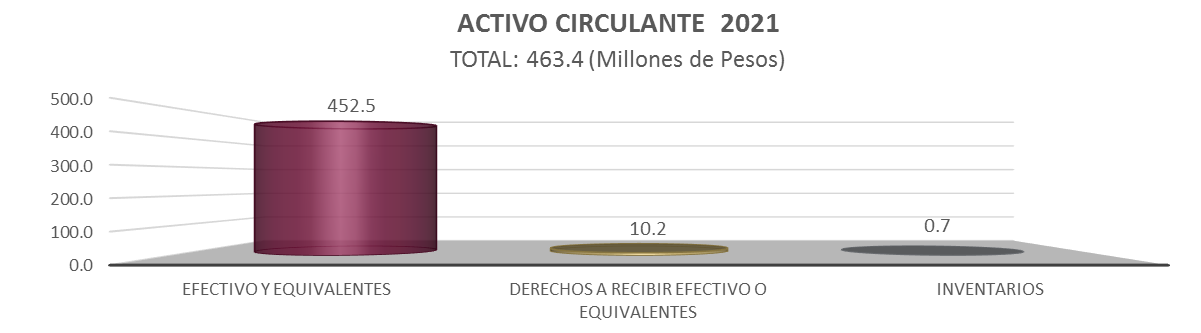 ACTIVO CIRCULANTE 2021
TOTAL: 463.4 (Millones de Pesos)
500.0
400.0
300.0
200.0
100.0
0.0
452.5
10.2
0.7
EFECTIVO Y EQUIVALENTES
DERECHOS A RECIBIR EFECTIVO O
EQUIVALENTES
INVENTARIOS